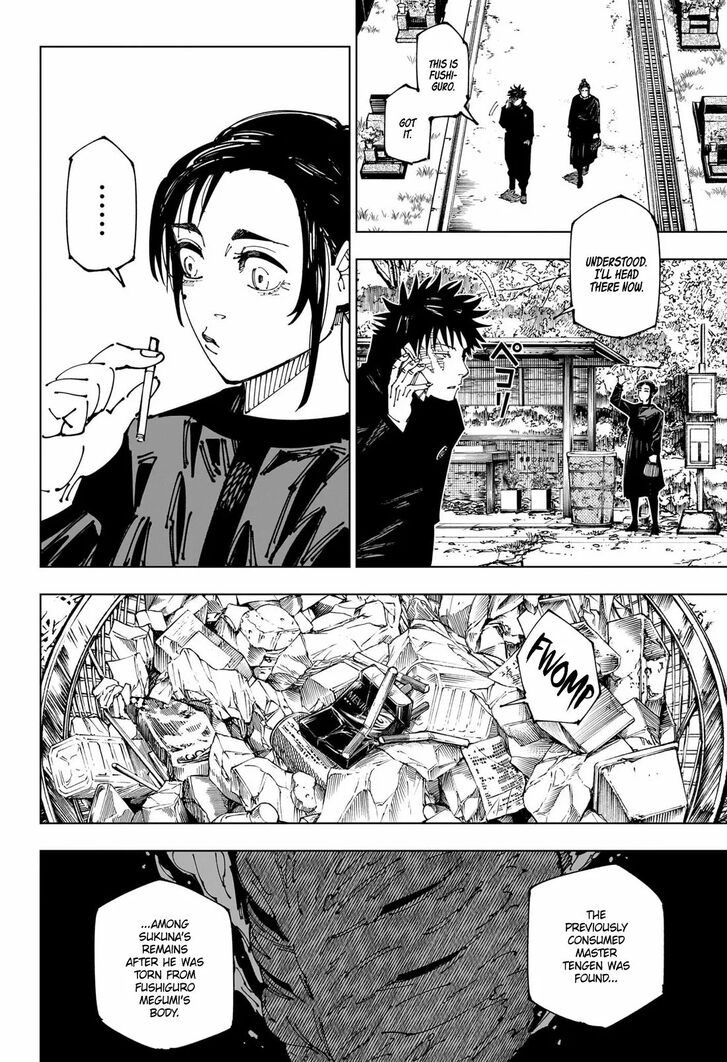 THIS IS
FUSHI-
GURO.
GOT
IT.
UNDERSTOOD.
I'LL HEAD
THERE NOW.
ペコリ
......
FWOMP
THE
PREVIOUSLY
CONSUMED
MASTER
TENGEN WAS
FOUND...
...AMONG
SUKUNA'S
REMAINS
AFTER HE WAS
TORN FROM
FUSHIGURO
MEGUMI'S
BODY.